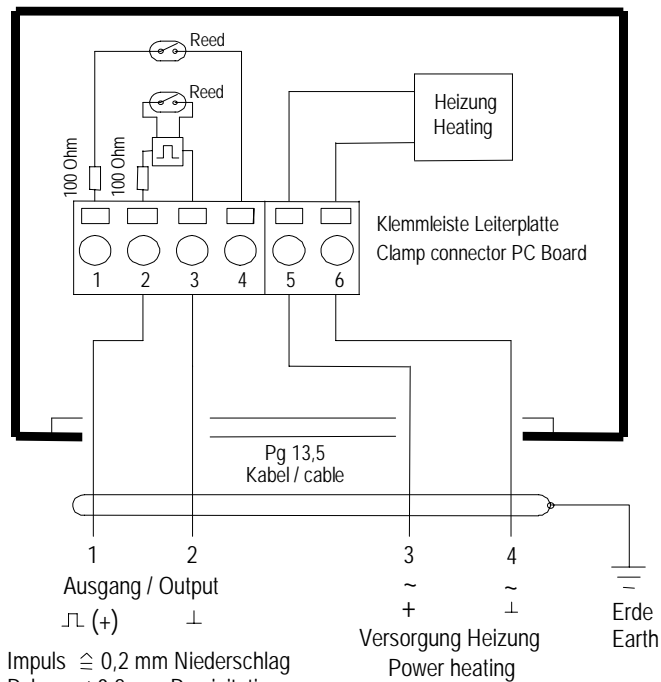 Reed
Reed
100 Ohm
100 Ohm
Heizung
Heating
Klemmleiste Leiterplatte
Clamp connector PC Board
1 2 3 4 5 6
Pg 13,5
Kabel / cable
1 2 3 4
Ausgang / Output
(+) ⊥
~ ~
+ ⊥
Versorgung Heizung
Power heating
Erde
Earth
Impuls ≙ 0,2 mm Niederschlag